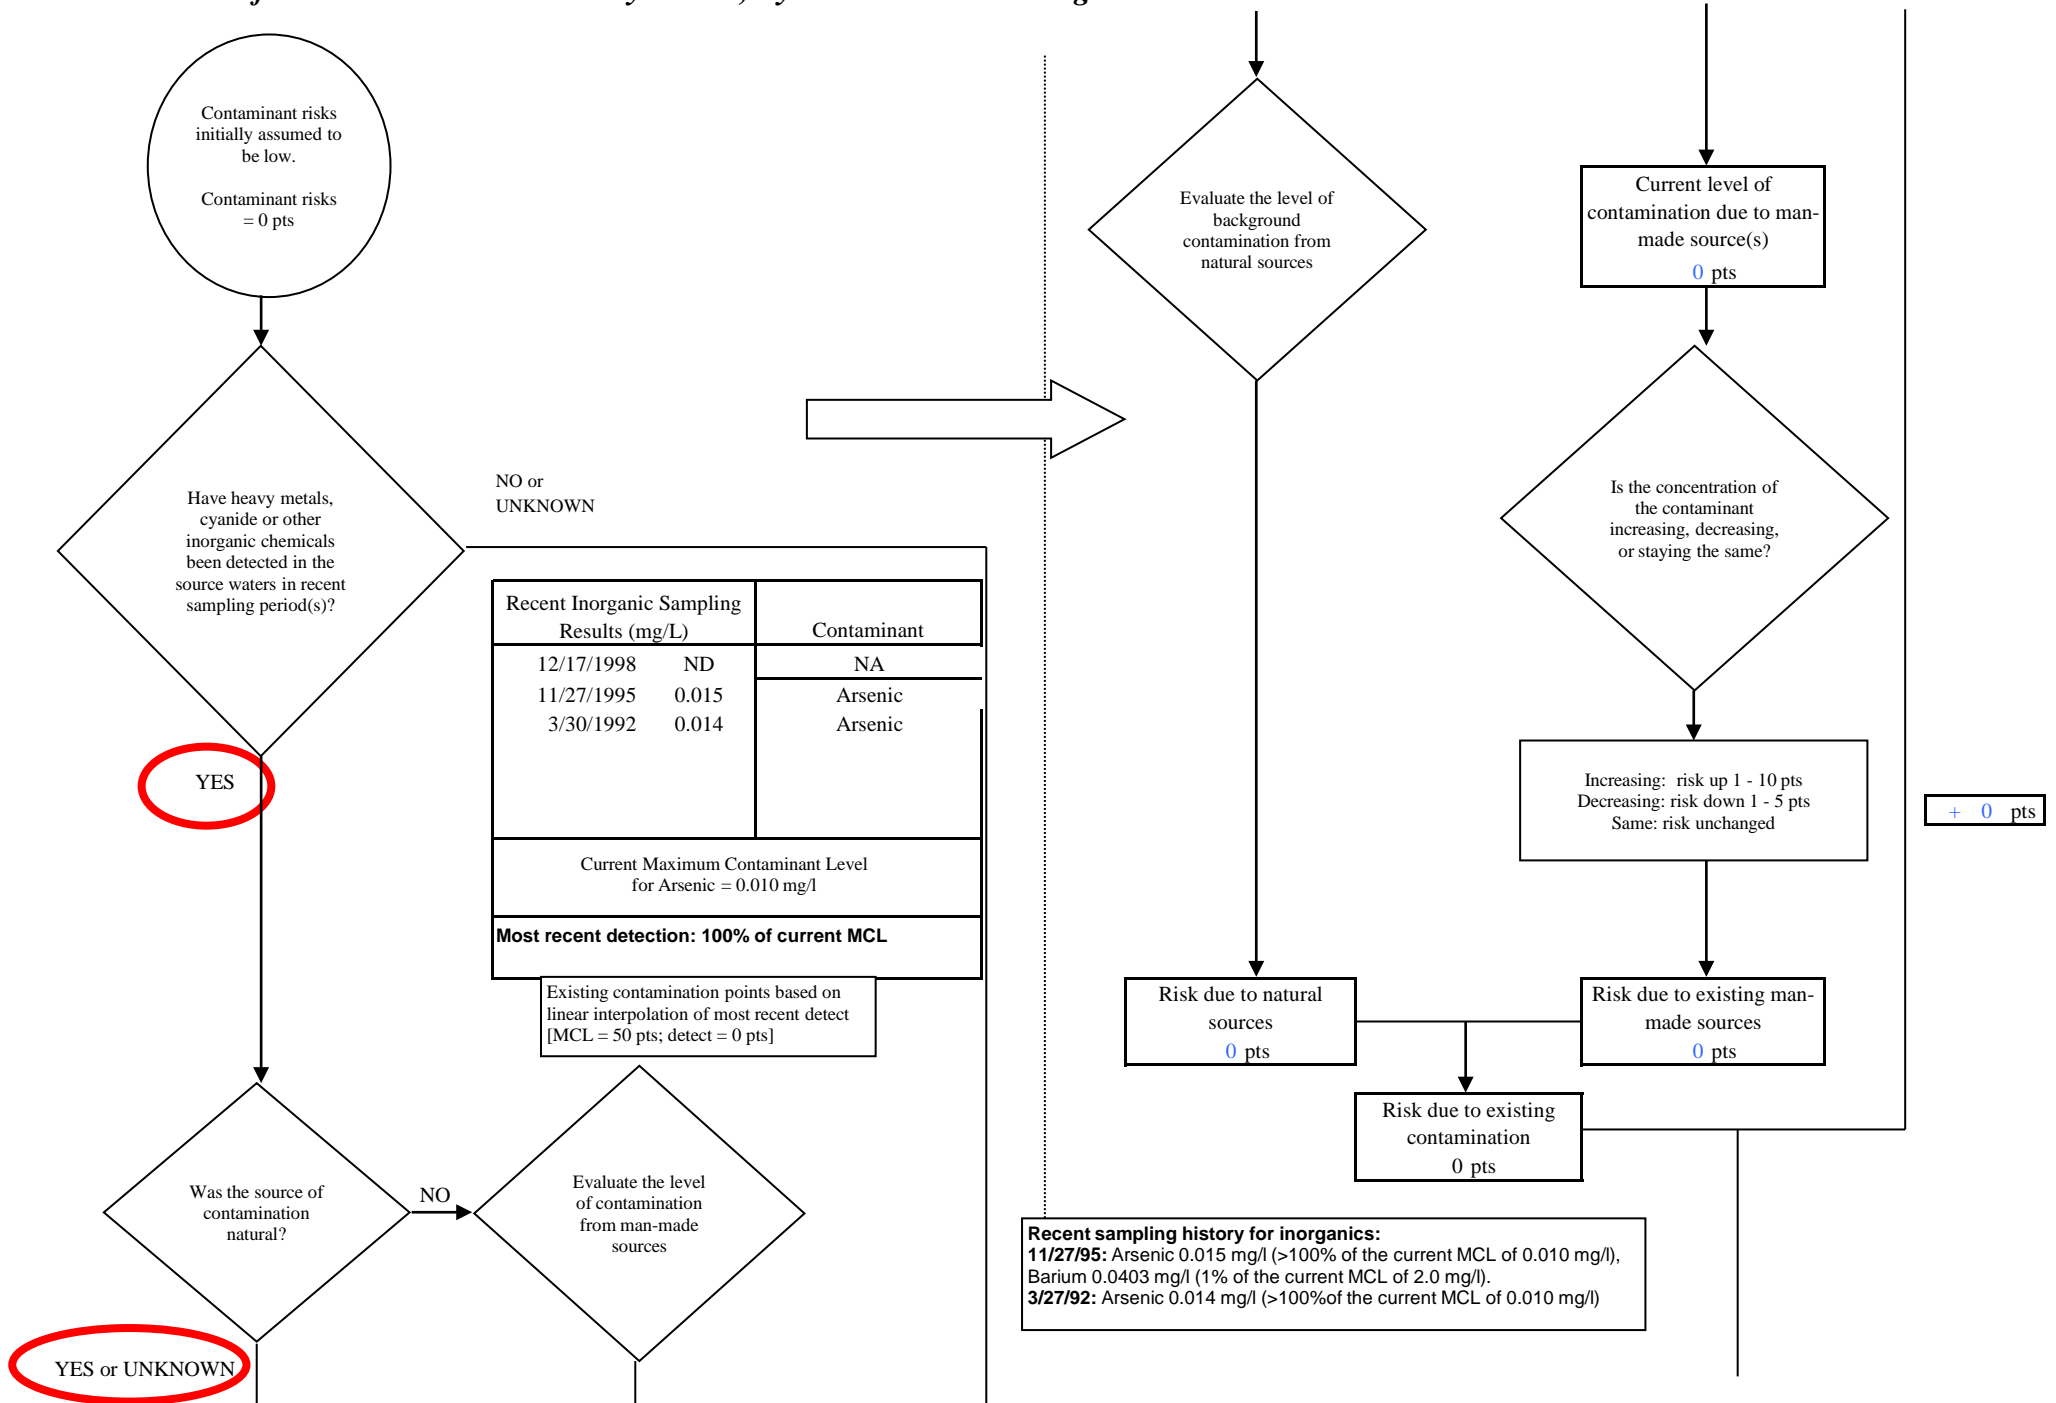 Contaminant risks
initially assumed to
be low.
Contaminant risks
= 0 pts
Have heavy metals,
cyanide or other
inorganic chemicals
been detected in the
source waters in recent
sampling period(s)?
NO or
UNKNOWN
YES
Recent Inorganic Sampling
Results (mg/L)
Contaminant
12/17/1998 ND NA
11/27/1995 0.015 Arsenic
3/30/1992 0.014 Arsenic
Current Maximum Contaminant Level
for Arsenic = 0.010 mg/l
Most recent detection: 100% of current MCL
Existing contamination points based on
linear interpolation of most recent detect
[MCL = 50 pts; detect = 0 pts]
Was the source of
contamination
natural?
NO
Evaluate the level
of contamination
from man-made
sources
YES or UNKNOWN
Evaluate the level of
background
contamination from
natural sources
Current level of
contamination due to man-
made source(s)
0 pts
Is the concentration of
the contaminant
increasing, decreasing,
or staying the same?
Increasing: risk up 1 - 10 pts
Decreasing: risk down 1 - 5 pts
Same: risk unchanged
+ 0 pts
Risk due to natural
sources
0 pts
Risk due to existing man-
made sources
0 pts
Risk due to existing
contamination
0 pts
Recent sampling history for inorganics:
11/27/95: Arsenic 0.015 mg/l (>100% of the current MCL of 0.010 mg/l),
Barium 0.0403 mg/l (1% of the current MCL of 2.0 mg/l).
3/27/92: Arsenic 0.014 mg/l (>100%of the current MCL of 0.010 mg/l)